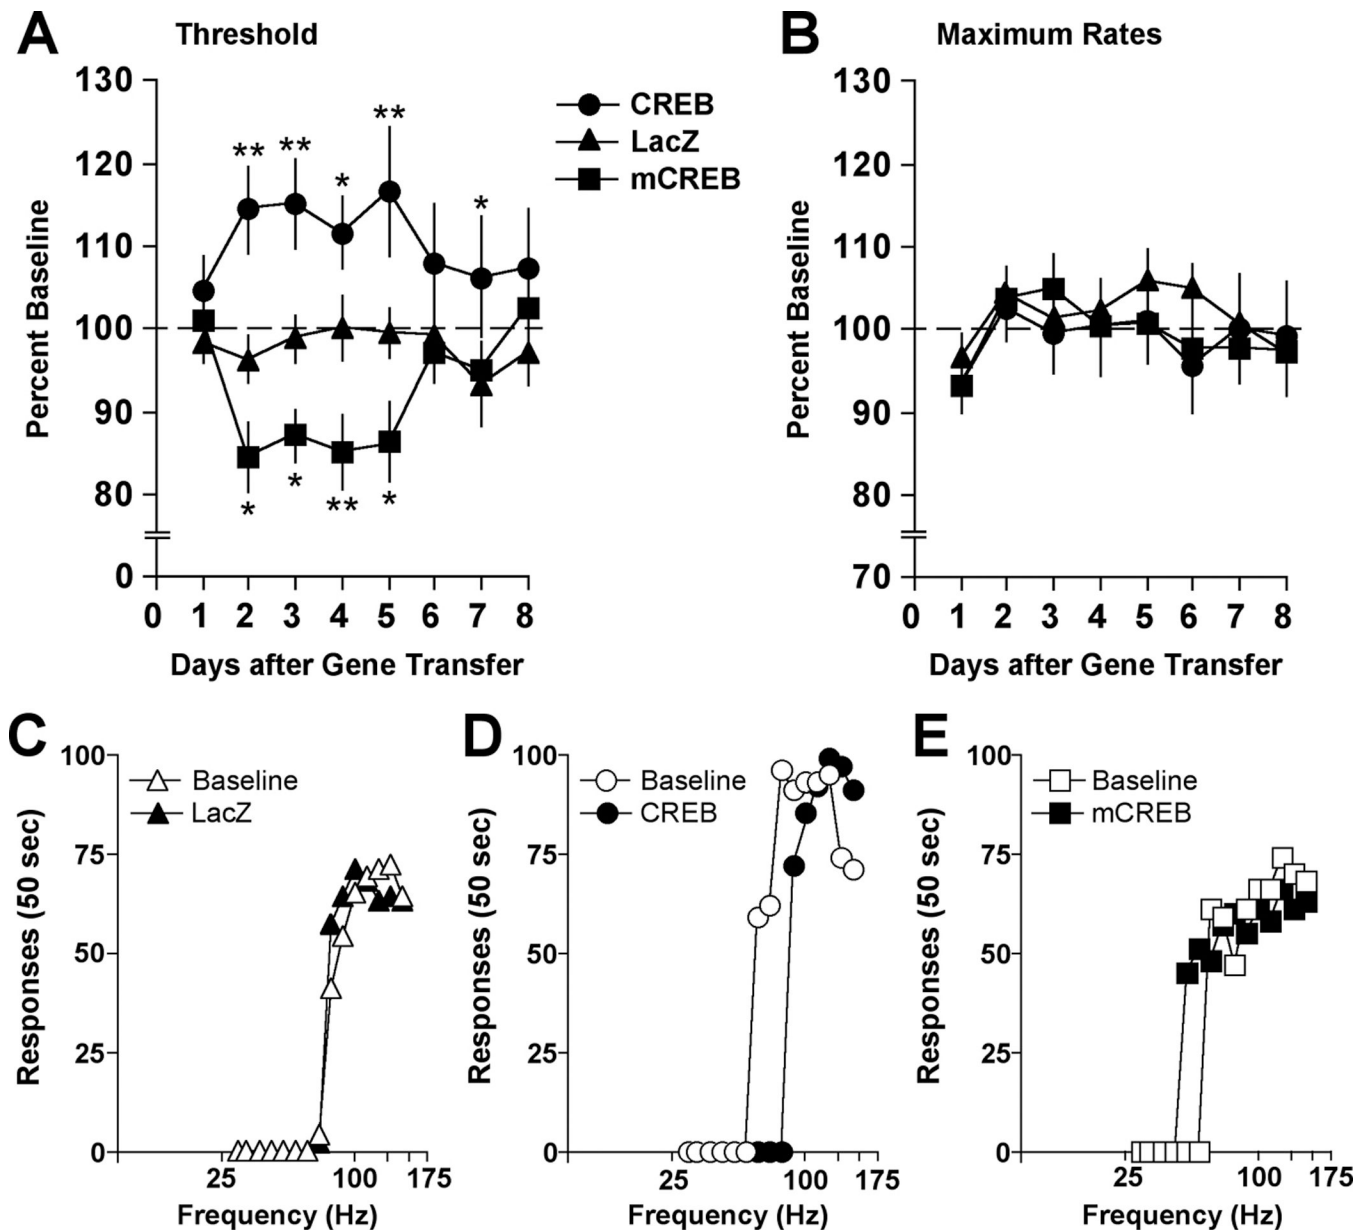 A Threshold
130
120
110
100
90
80
0
Percent Baseline
** ** * ** *
* * ** *
0 1 2 3 4 5 6 7 8
Days after Gene Transfer
CREB
LacZ
mCREB
B Maximum Rates
130
120
110
100
90
80
70
Percent Baseline
0 1 2 3 4 5 6 7 8
Days after Gene Transfer
C
100
75
50
25
0
Responses (50 sec)
Baseline
LacZ
25 100 175
Frequency (Hz)
D
100
75
50
25
0
Responses (50 sec)
Baseline
CREB
25 100 175
Frequency (Hz)
E
100
75
50
25
0
Responses (50 sec)
Baseline
mCREB
25 100 175
Frequency (Hz)